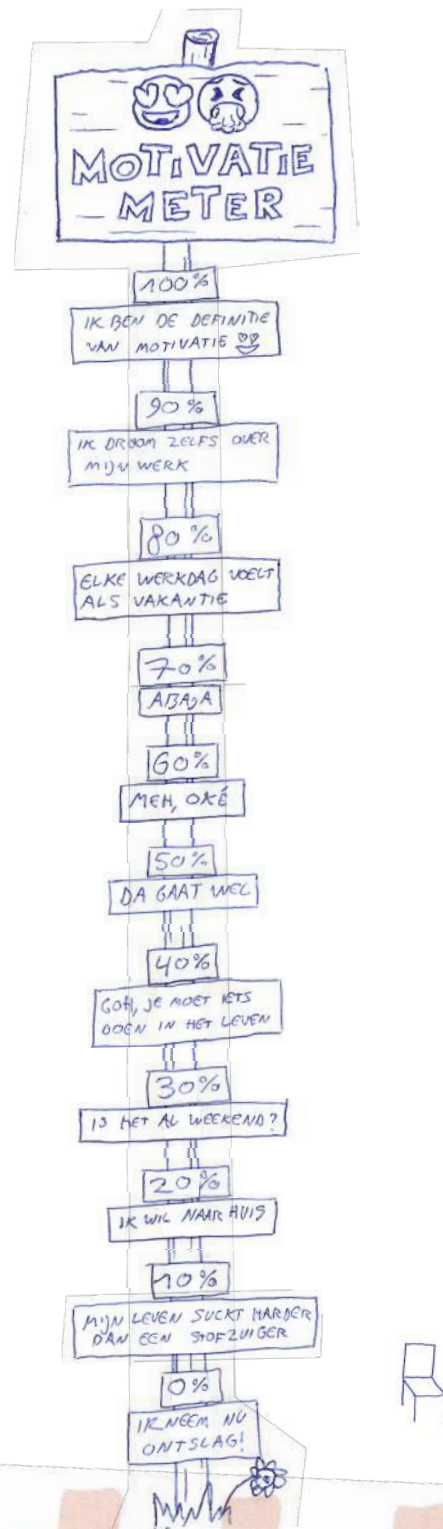 MOTIVATIE
METER
100%
IK BEN DE DEFINITIE
VAN MOTIVATIE
90%
IK DROOM ZELFS OVER
MIJN WERK
80%
ELKE WERKDAG VOELT
ALS VAKANTIE
70%
ABAJA
60%
MEH, OKÉ
50%
DA GAAT WEL
40%
GOH, JE MOET IETS
DOEN IN HET LEVEN
30%
IS HET AL WEEKEND?
20%
IK WIL NAAR HUIS
10%
MIJN LEVEN SUCKT HARDER
DAN EEN STOFZUIGER
0%
IK NEEM NU
ONTSLAG!